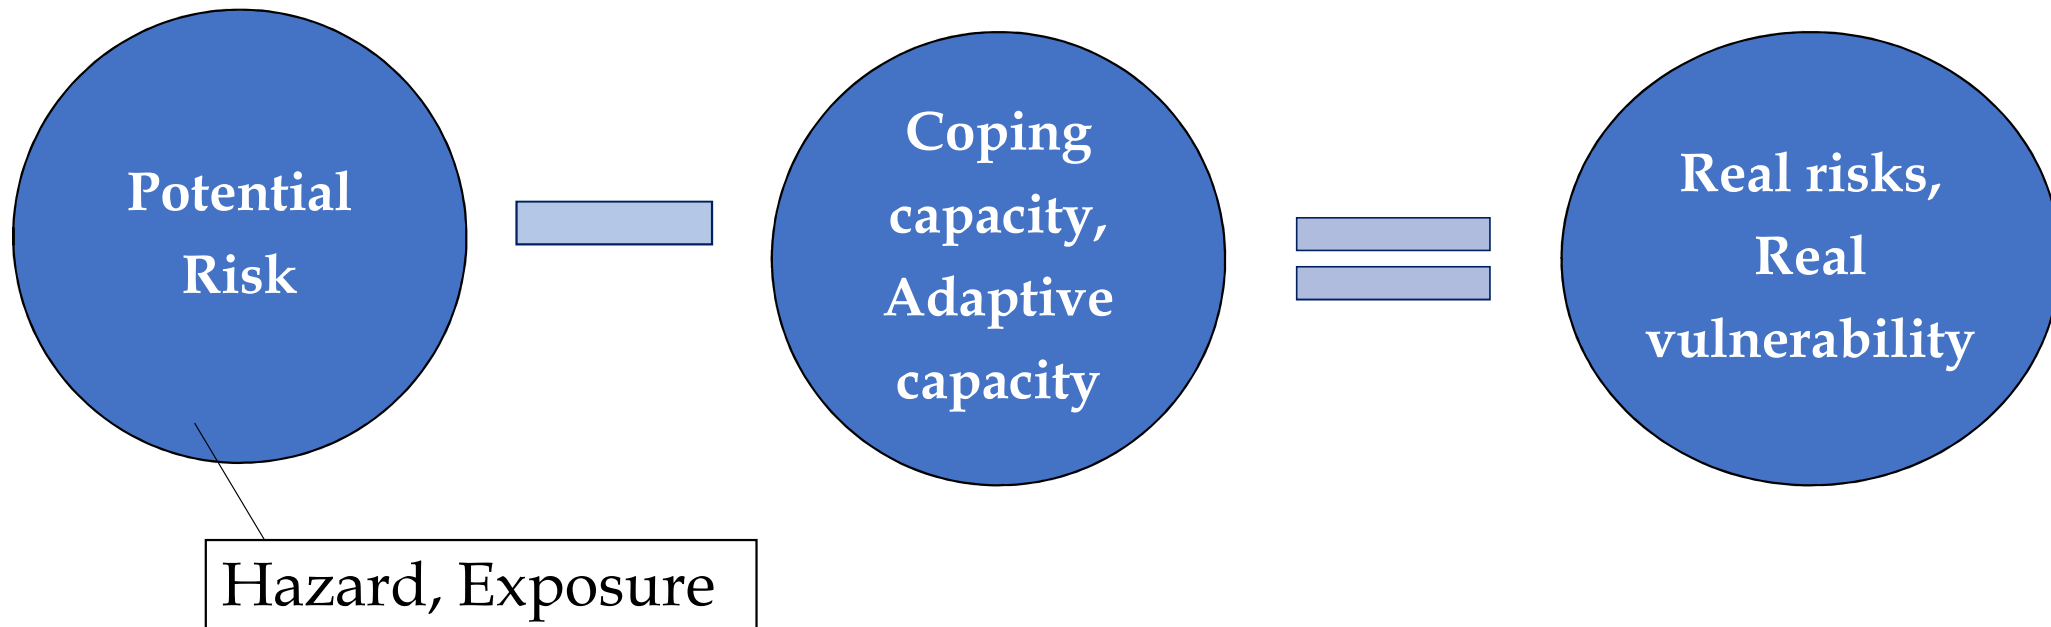 Potential
Risk
Coping
capacity,
Adaptive
capacity
Real risks,
Real
vulnerability
Hazard, Exposure